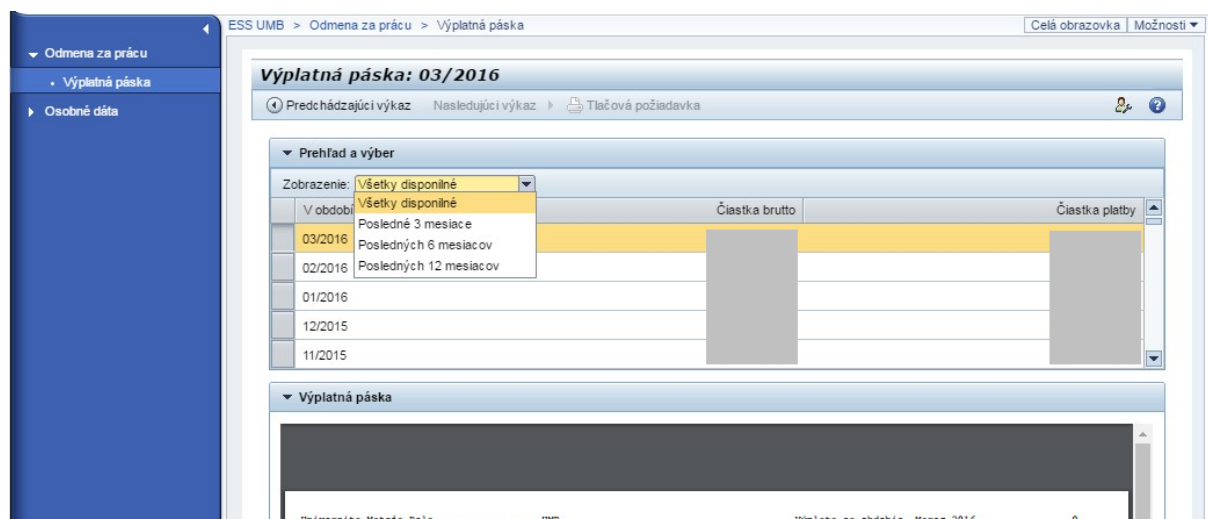 ESS UMB > Odmena za prácu > Výplatná páska Celá obrazovka Možnosti
Odmena za prácu
Výplatná páska
Osobné dáta
Výplatná páska: 03/2016
Predchádzajúci výkaz Nasledujúci výkaz Tlačová požiadavka
Prehľad a výber
Zobrazenie: Všetky disponilné
V období Čiastka brutto Čiastka platby
Všetky disponilné
Posledné 3 mesiace
Posledných 6 mesiacov
Posledných 12 mesiacov
03/2016
02/2016
01/2016
12/2015
11/2015
Výplatná páska